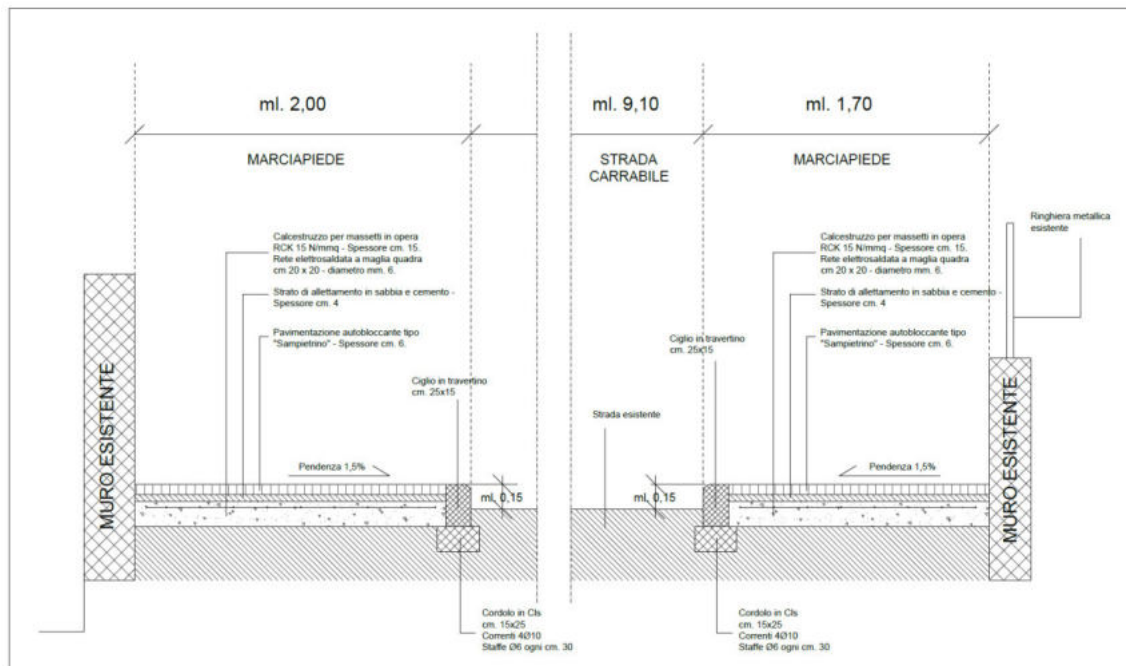 ml. 2,00
ml. 9,10
ml. 1,70
MARCIAPIEDE
STRADA
CARRABILE
MARCIAPIEDE
Calcestruzzo per massetti in opera
RCK 15 N/mmq - Spessore cm. 15.
Rete elettrosaldata a maglia quadra
cm 20 x 20 - diametro mm. 6.
Strato di allettamento in sabbia e cemento -
Spessore cm. 4
Pavimentazione autobloccante tipo
"Sampietrino" - Spessore cm. 6.
Ciglio in travertino
cm. 25x15
MURO ESISTENTE
Pendenza 1,5%
ml. 0,15
Cordolo in Cls
cm. 15x25
Correnti 4Ø10
Staffe Ø6 ogni cm. 30
Calcestruzzo per massetti in opera
RCK 15 N/mmq - Spessore cm. 15.
Rete elettrosaldata a maglia quadra
cm 20 x 20 - diametro mm. 6.
Strato di allettamento in sabbia e cemento -
Spessore cm. 4
Pavimentazione autobloccante tipo
"Sampietrino" - Spessore cm. 6.
Ciglio in travertino
cm. 25x15
Strada esistente
ml. 0,15
Pendenza 1,5%
Ringhiera metallica
esistente
MURO ESISTENTE
Cordolo in Cls
cm. 15x25
Correnti 4Ø10
Staffe Ø6 ogni cm. 30